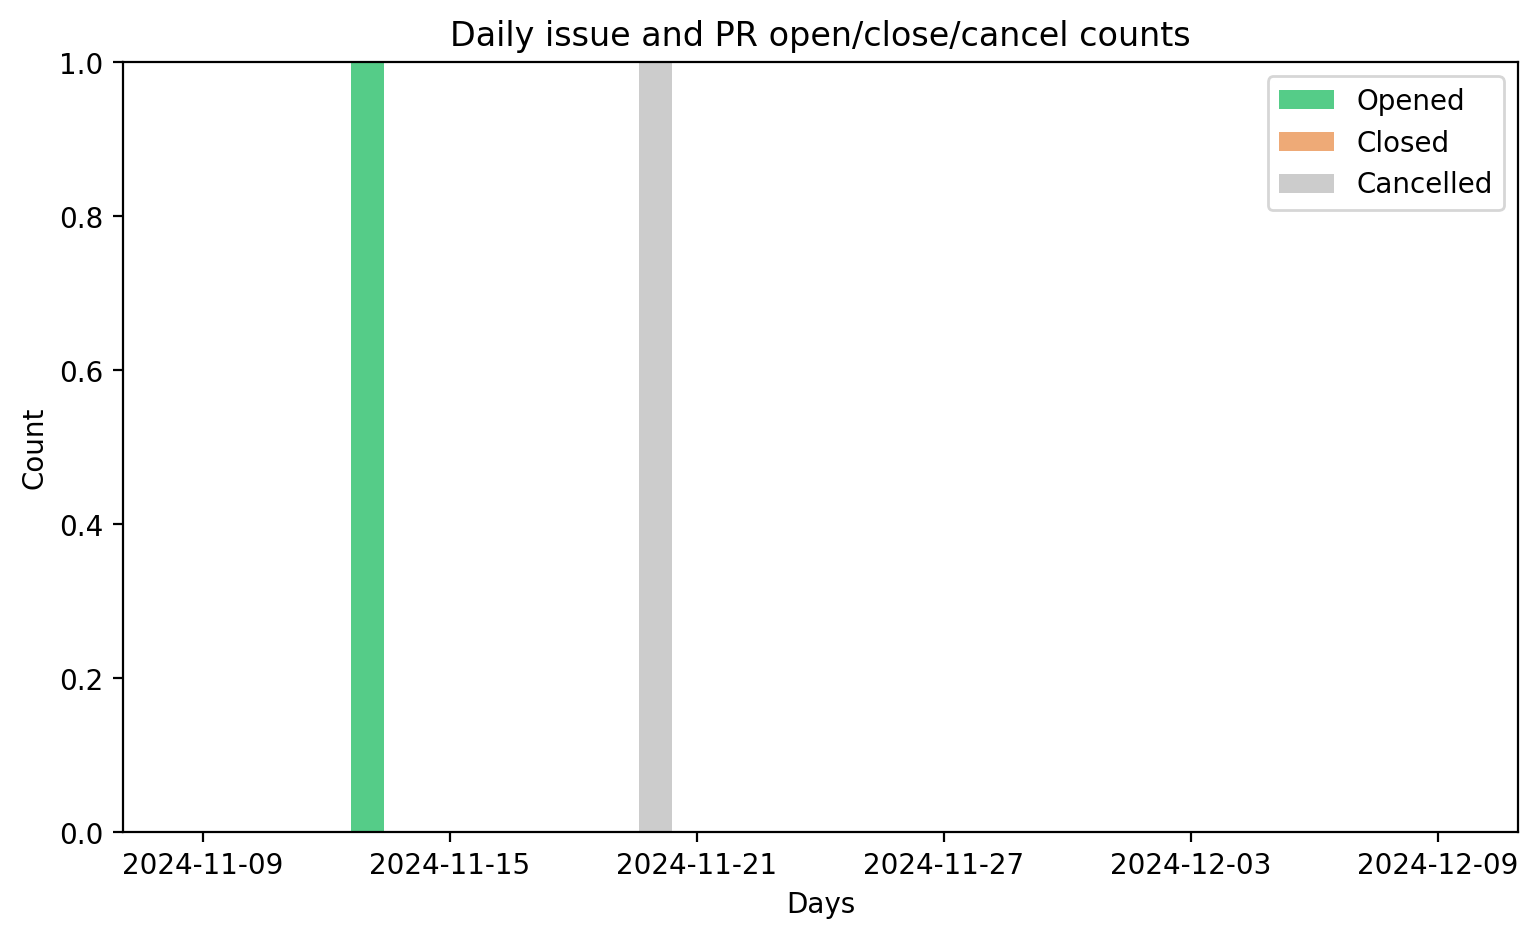 Daily issue and PR open/close/cancel counts
1.0
0.8
0.6
0.4
0.2
0.0
Count
Opened
Closed
Cancelled
2024-11-09 2024-11-15 2024-11-21 2024-11-27 2024-12-03 2024-12-09
Days